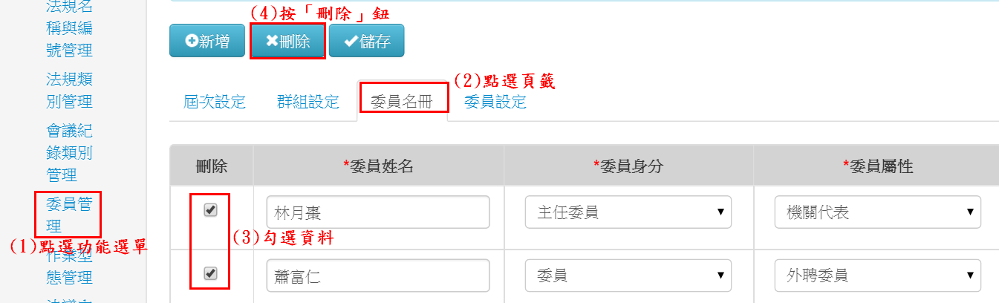 法規名
稱與編
號管理
法規類
別管理
會議紀
錄類別
管理
委員管
理
(1)點選功能選單
作業型
態管理
(4)按「刪除」鈕
新增 刪除 儲存
(2)點選頁籤
屆次設定 群組設定 委員名冊 委員設定
刪除 *委員姓名 *委員身分 *委員屬性
林月棗 主任委員 機關代表
(3)勾選資料
蕭富仁 委員 外聘委員